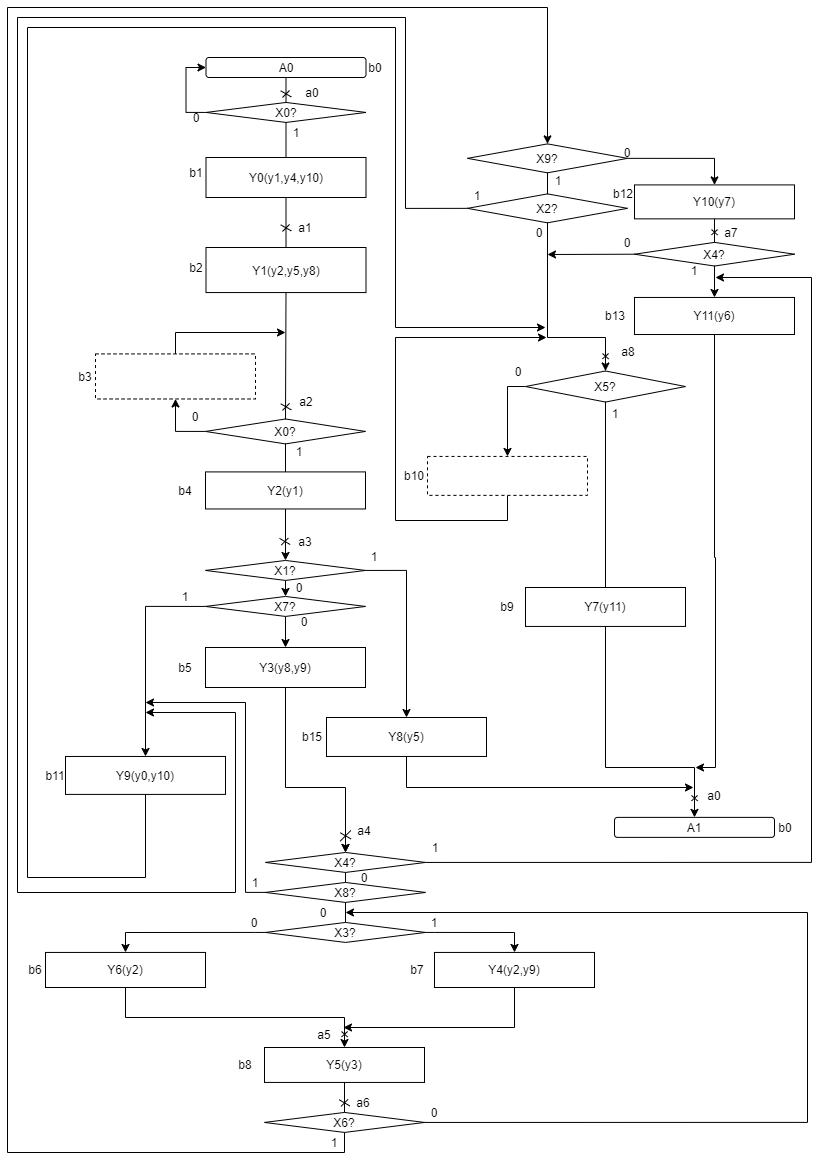 A0
b0
a0
X0?
0
1
b1
Y0(y1,y4,y10)
a1
b2
Y1(y2,y5,y8)
b3
a2
0
X0?
1
b4
Y2(y1)
a3
X1?
1
0
1
X7?
0
b5
Y3(y8,y9)
b15
Y8(y5)
b11
Y9(y0,y10)
a4
X4?
1
0
1
X8?
0
0
X3?
1
b6
Y6(y2)
b7
Y4(y2,y9)
a5
b8
Y5(y3)
a6
X6?
0
1
X9?
0
1
1
X2?
0
b12
Y10(y7)
a7
0
X4?
1
b13
Y11(y6)
a8
0
X5?
1
b10
b9
Y7(y11)
a0
A1
b0